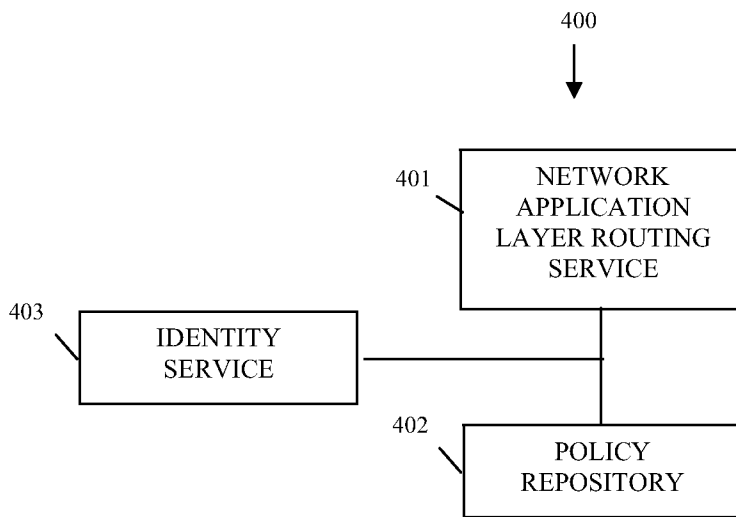 400
401
NETWORK
APPLICATION
LAYER ROUTING
SERVICE
403
IDENTITY
SERVICE
402
POLICY
REPOSITORY